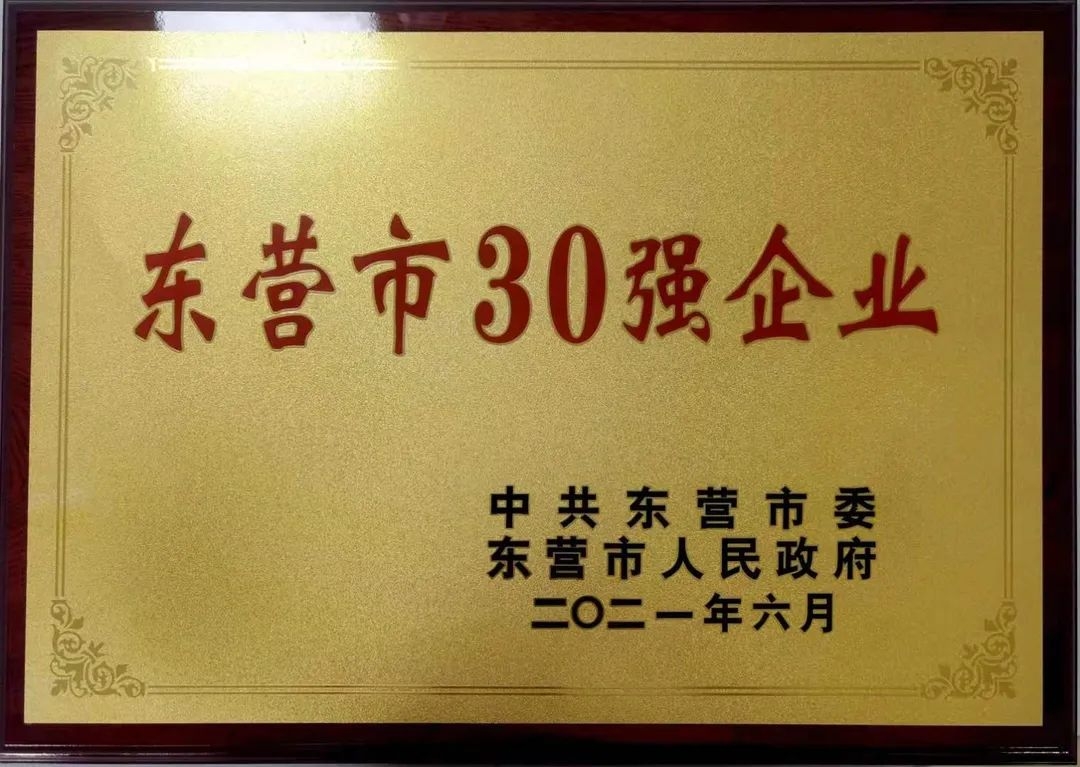 东营市30强企业
中共东营市委
东营市人民政府
二〇二一年六月